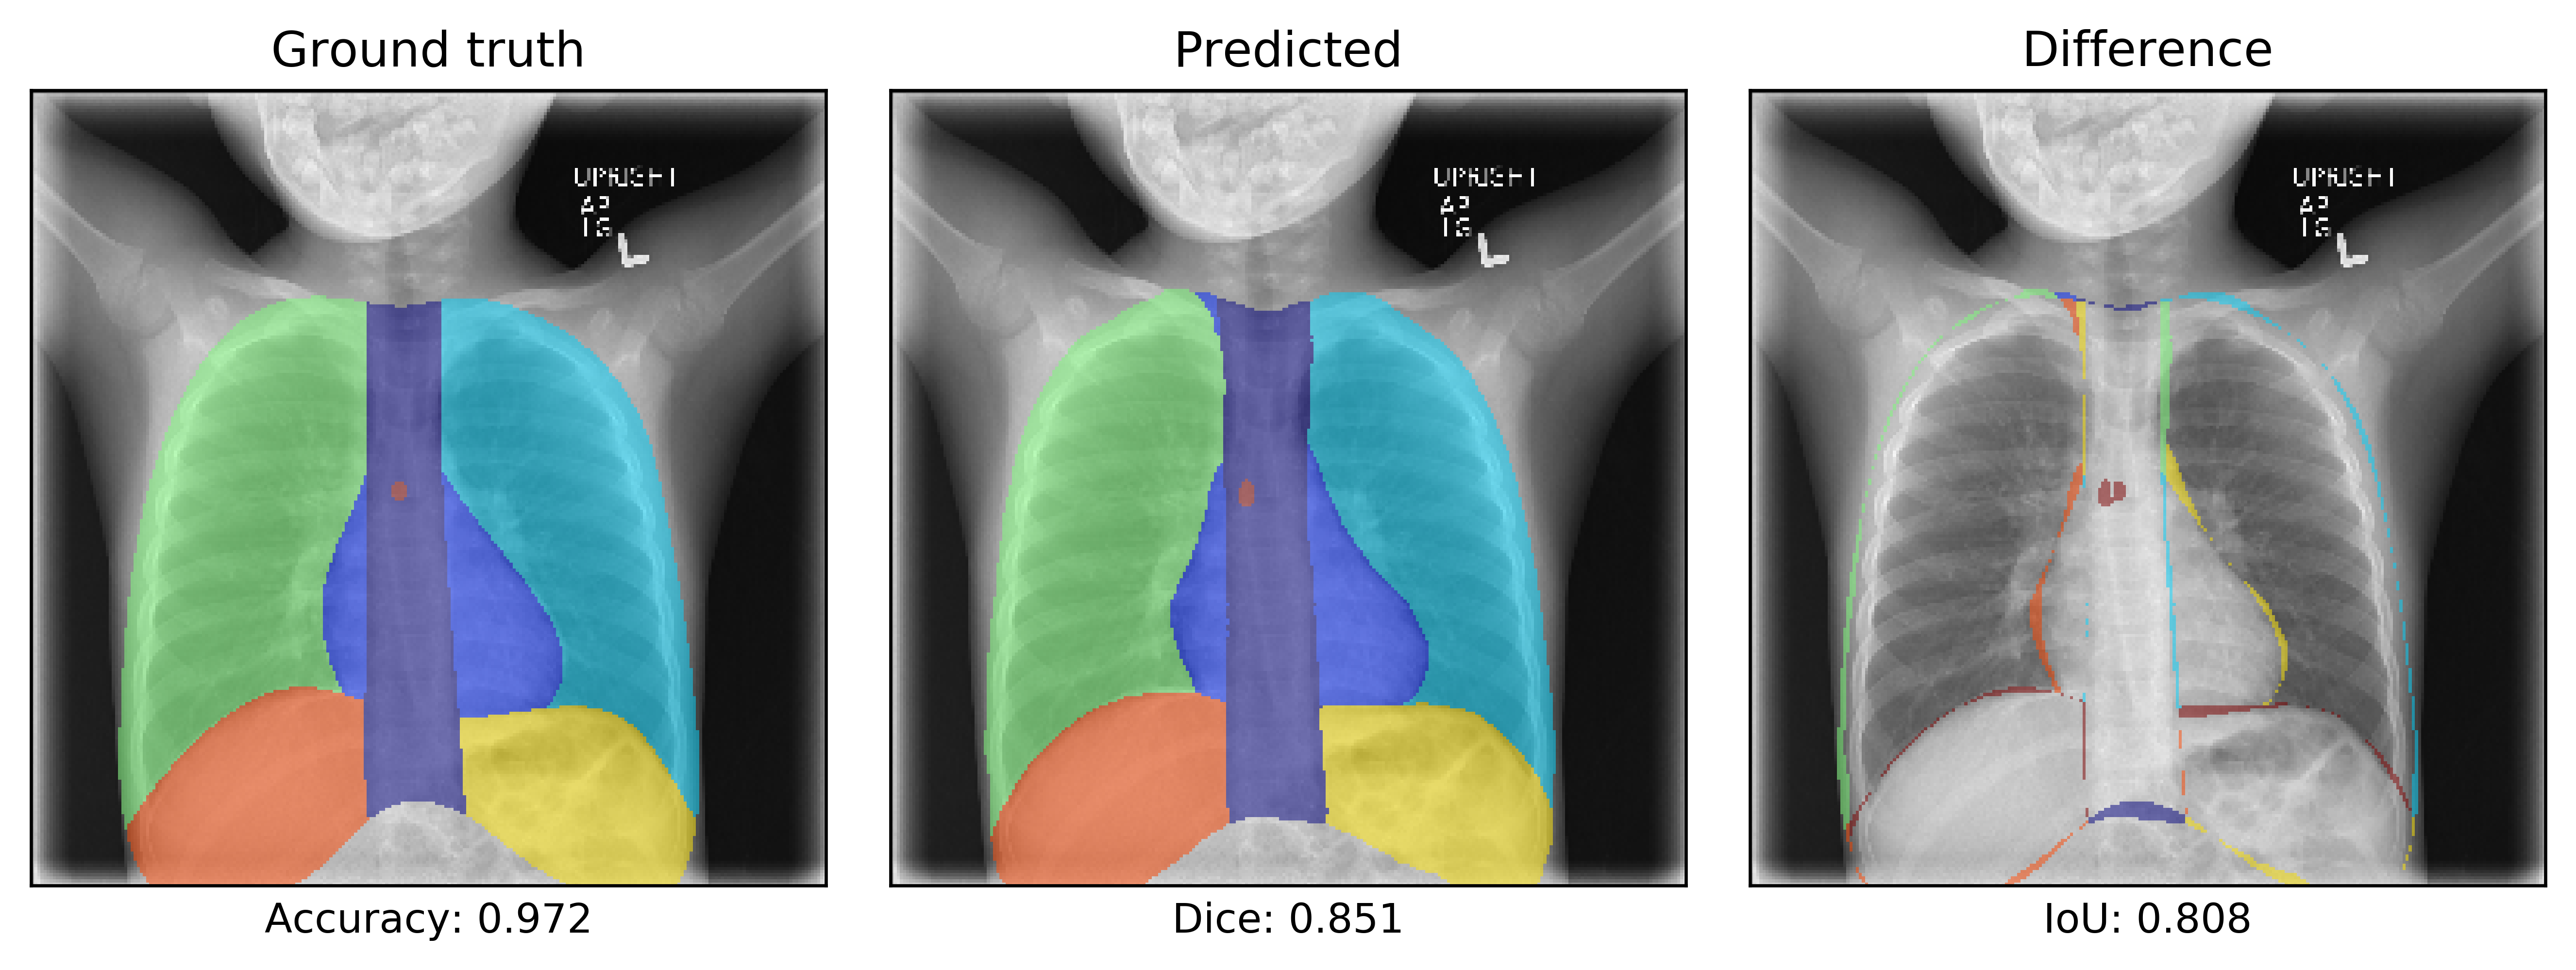 Ground truth
Predicted
Difference
L
L
L
Accuracy: 0.972
Dice: 0.851
IoU: 0.808